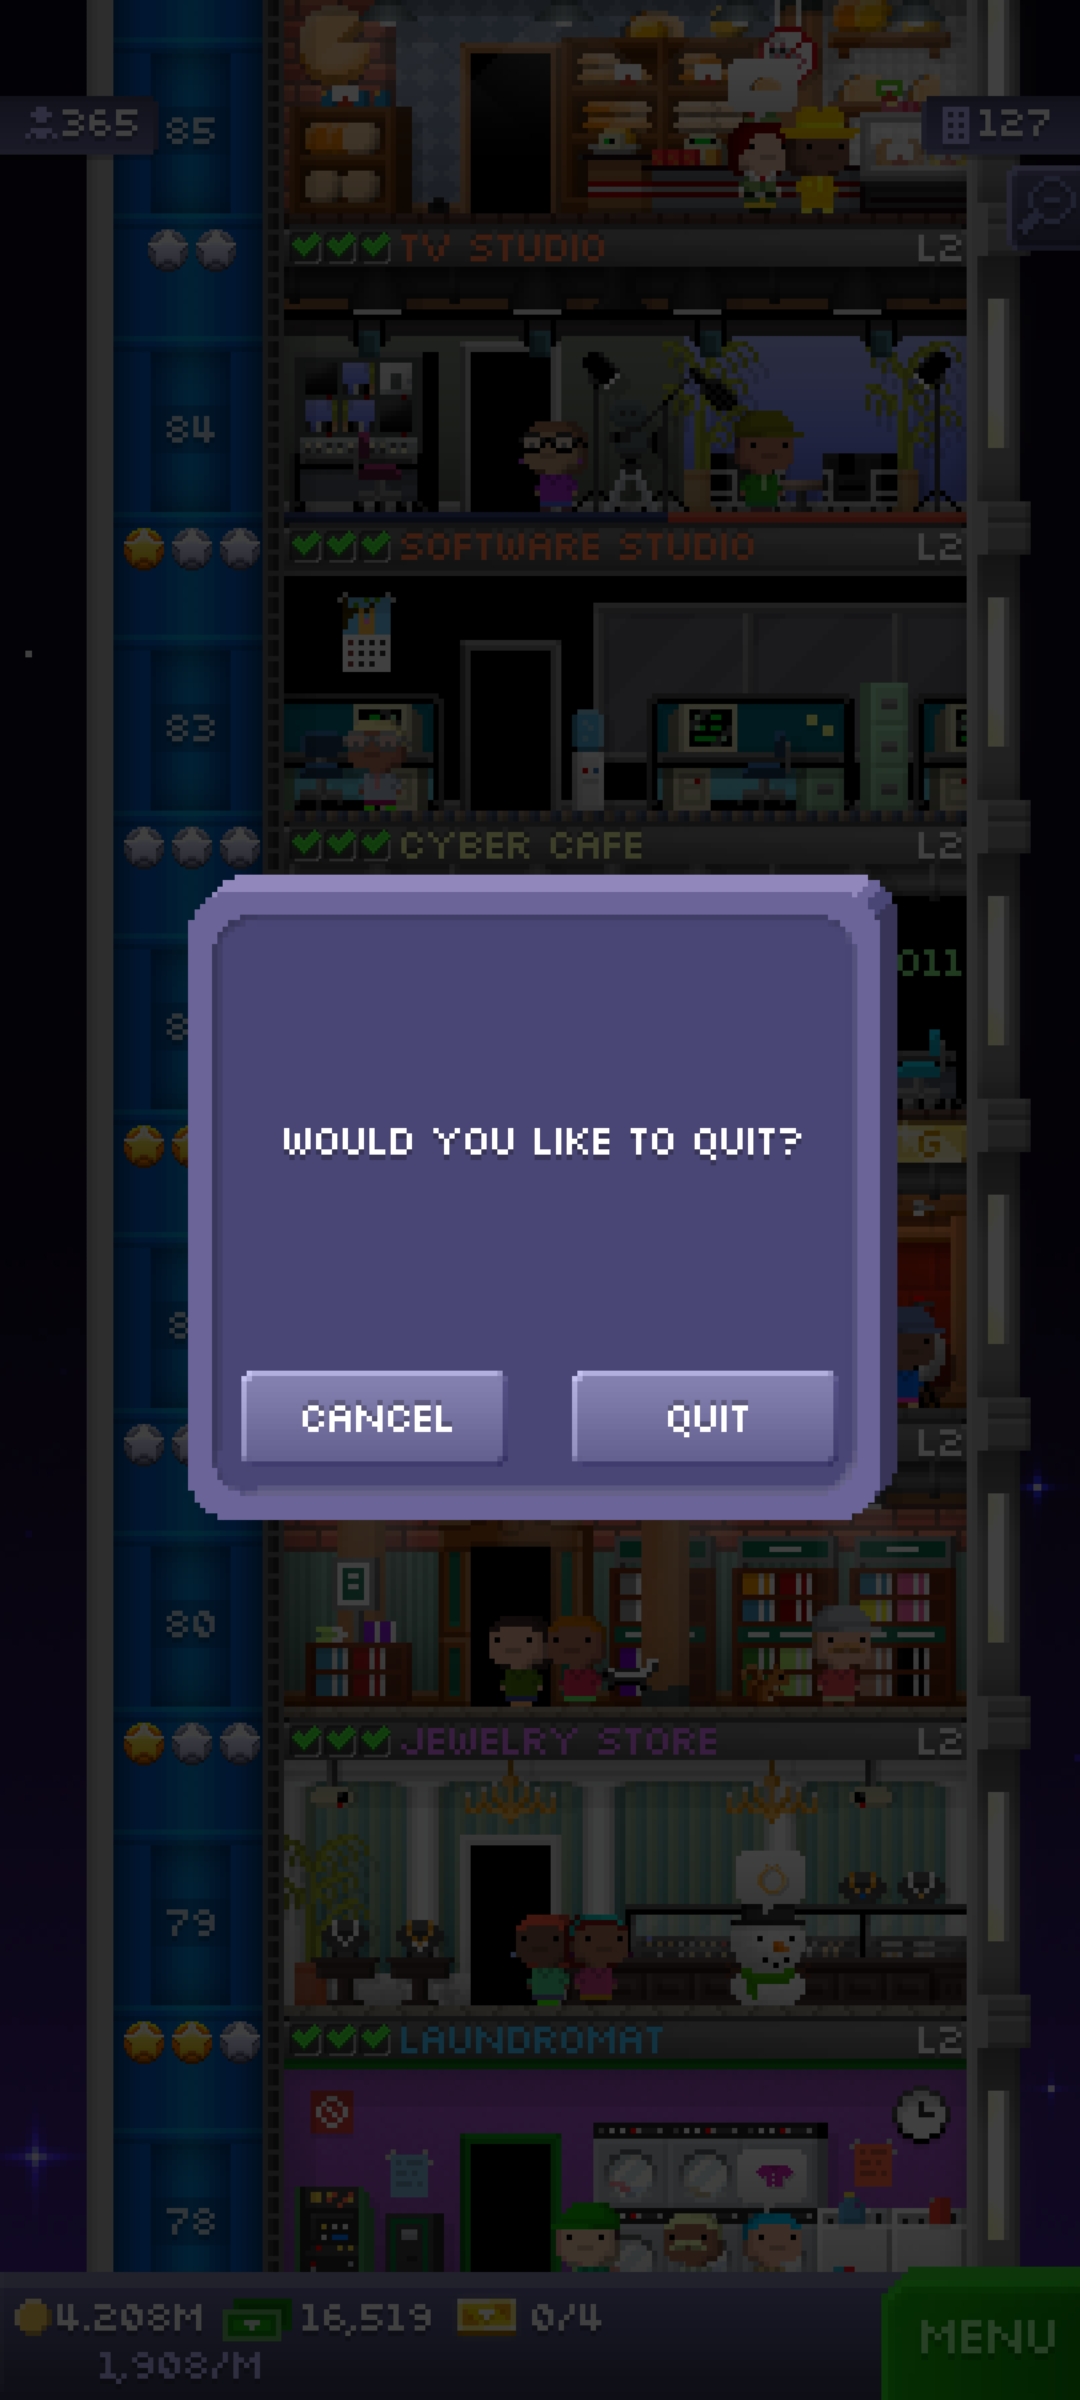 365
85
127
TV STUDIO L2
84
SOFTWARE STUDIO L2
83
CYBER CAFE L2
8
011
WOULD YOU LIKE TO QUIT?
G
8
CANCEL QUIT
L2
80
JEWELRY STORE L2
79
LAUNDROMAT L2
78
4.208M 16,519 0/4
1,908/M
MENU